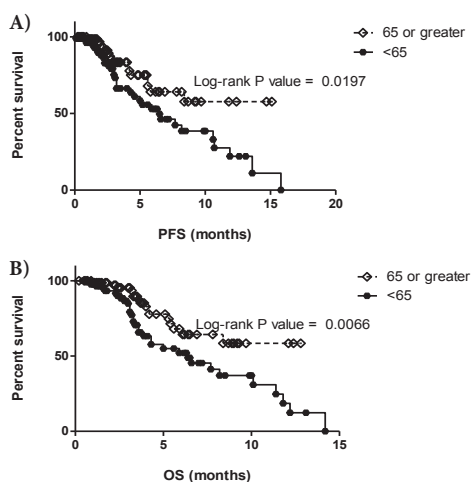 A)
65 or greater
<65
Log-rank P value = 0.0197
Percent survival
100
50
0
0 5 10 15 20
PFS (months)
B)
65 or greater
<65
Log-rank P value = 0.0066
Percent survival
100
50
0
0 5 10 15
OS (months)